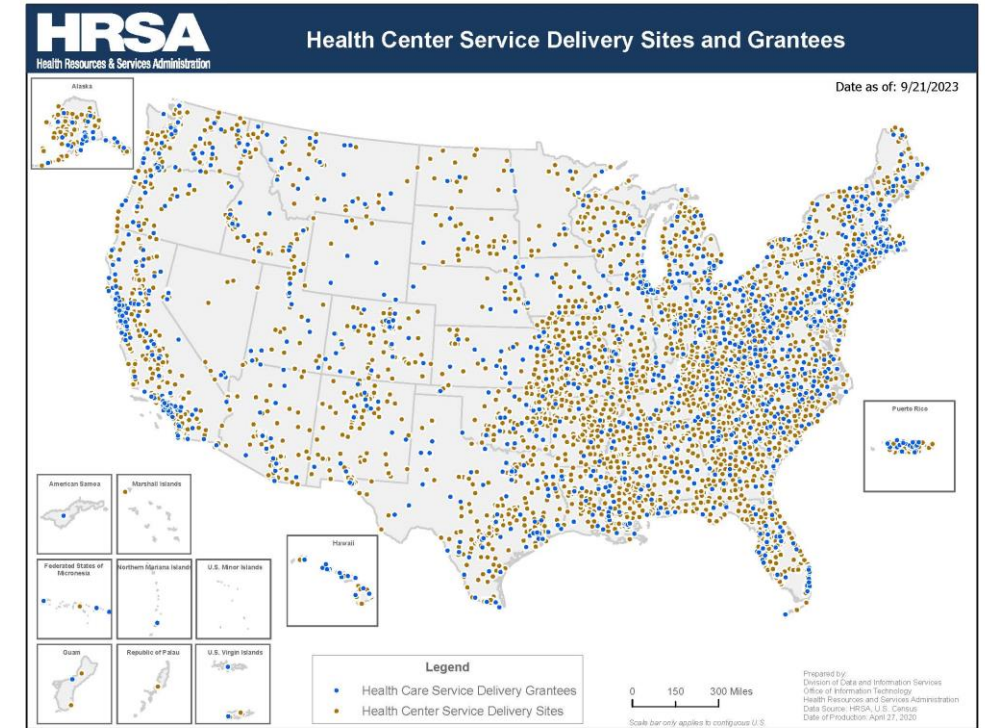 HRSA
Health Resources & Services Administration
Health Center Service Delivery Sites and Grantees
Date as of: 9/21/2023
Alaska
Puerto Rico
American Samoa
Marshall Islands
Hawaii
Federated States of
Micronesia
Northern Mariana Islands
U.S. Minor Islands
Guam
Republic of Palau
U.S. Virgin Islands
Legend
Health Care Service Delivery Grantees
Health Center Service Delivery Sites
0 150 300 Miles
Scale bar only applies to contiguous U.S.
Prepared by:
Division of Data and Information Services
Office of Information Technology
Health Resources and Services Administration
Data Source: HRSA, U.S. Census
Date of Production: April 27, 2020